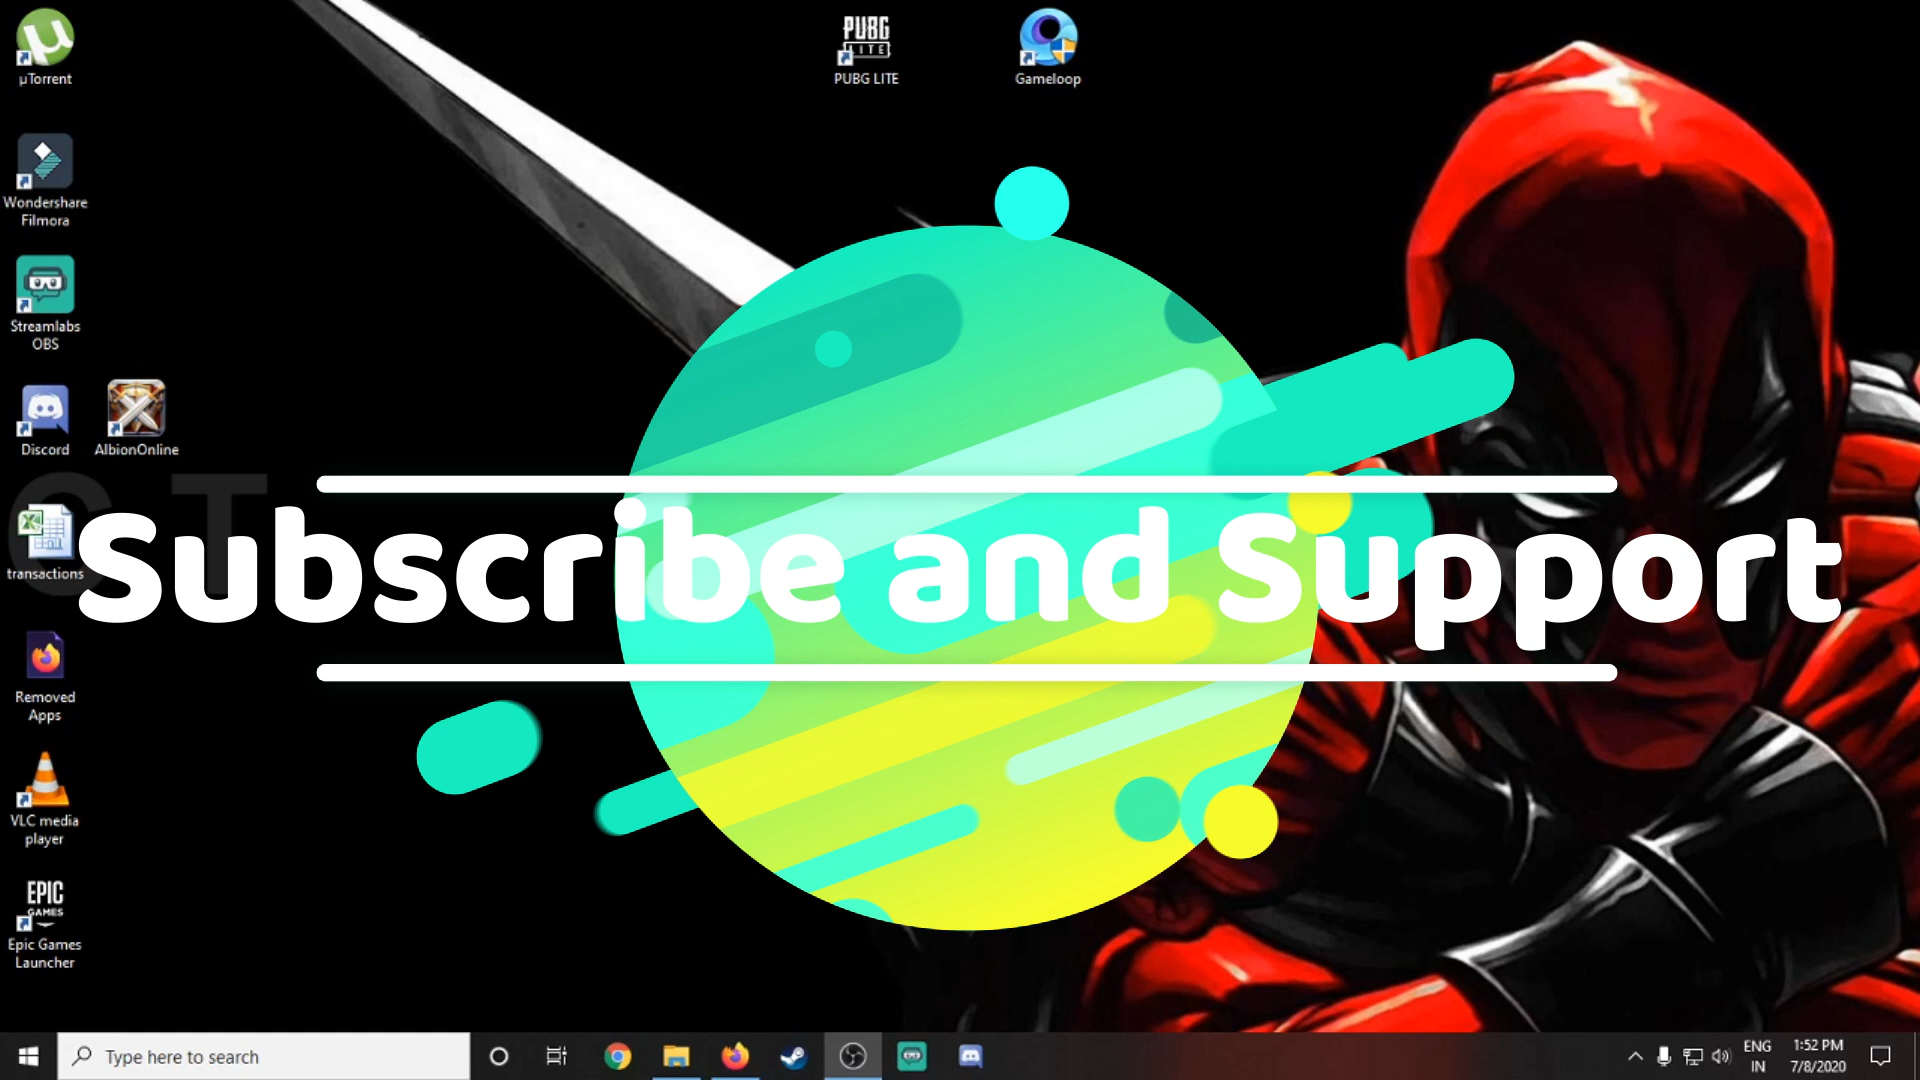 µTorrent
PUBG
LITE
PUBG LITE
Gameloop
Wondershare
Filmora
Streamlabs
OBS
Discord
AlbionOnline
C T
transactions
Subscribe and Support
Removed
Apps
VLC media
player
EPIC
GAMES
Epic Games
Launcher
Type here to search
ENG
IN
1:52 PM
7/8/2020